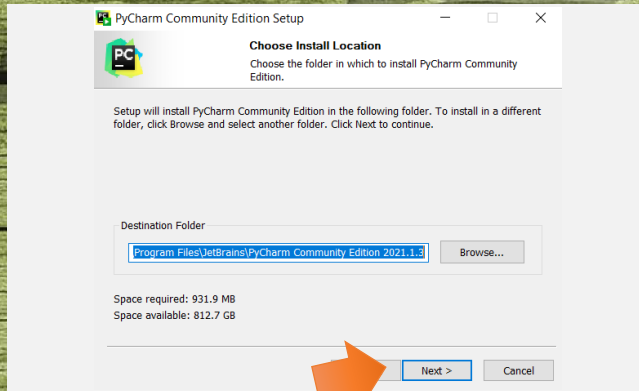 PyCharm Community Edition Setup
PC
Choose Install Location
Choose the folder in which to install PyCharm Community
Edition.
Setup will install PyCharm Community Edition in the following folder. To install in a different
folder, click Browse and select another folder. Click Next to continue.
Destination Folder
Program Files\JetBrains\PyCharm Community Edition 2021.1.3
Browse...
Space required: 931.9 MB
Space available: 812.7 GB
Next >
Cancel